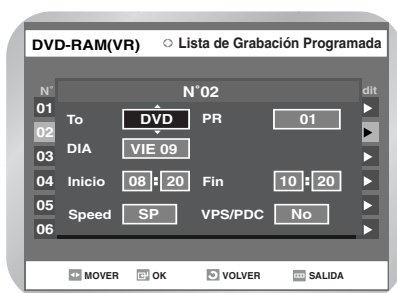 DVD-RAM(VR) Lista de Grabación Programada
N° dit
N°02
01
To DVD PR 01
02
DIA VIE 09
03
04 Inicio 08:20 Fin 10:20
05
Speed SP VPS/PDC No
06
MOVER OK VOLVER SALIDA